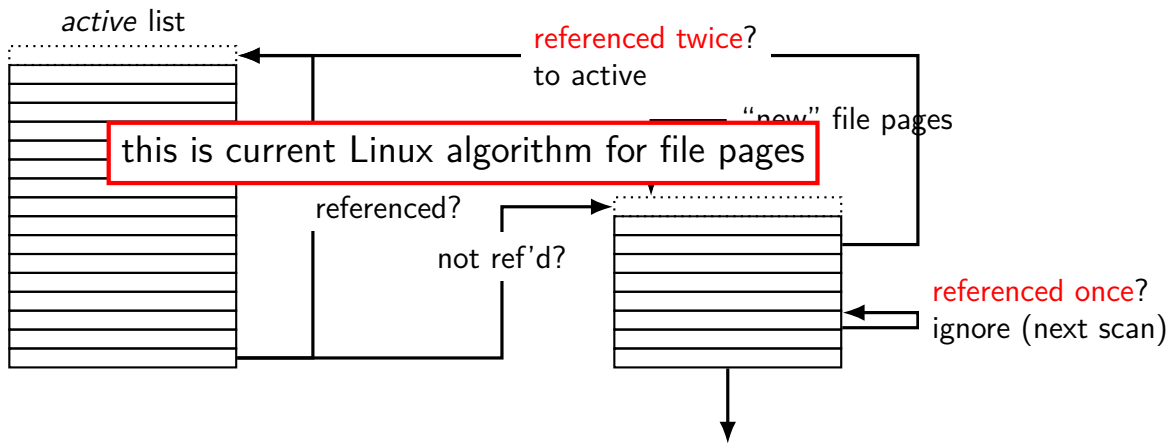 active list
referenced twice?
to active
“new” file pages
this is current Linux algorithm for file pages
referenced?
not ref'd?
referenced once?
ignore (next scan)